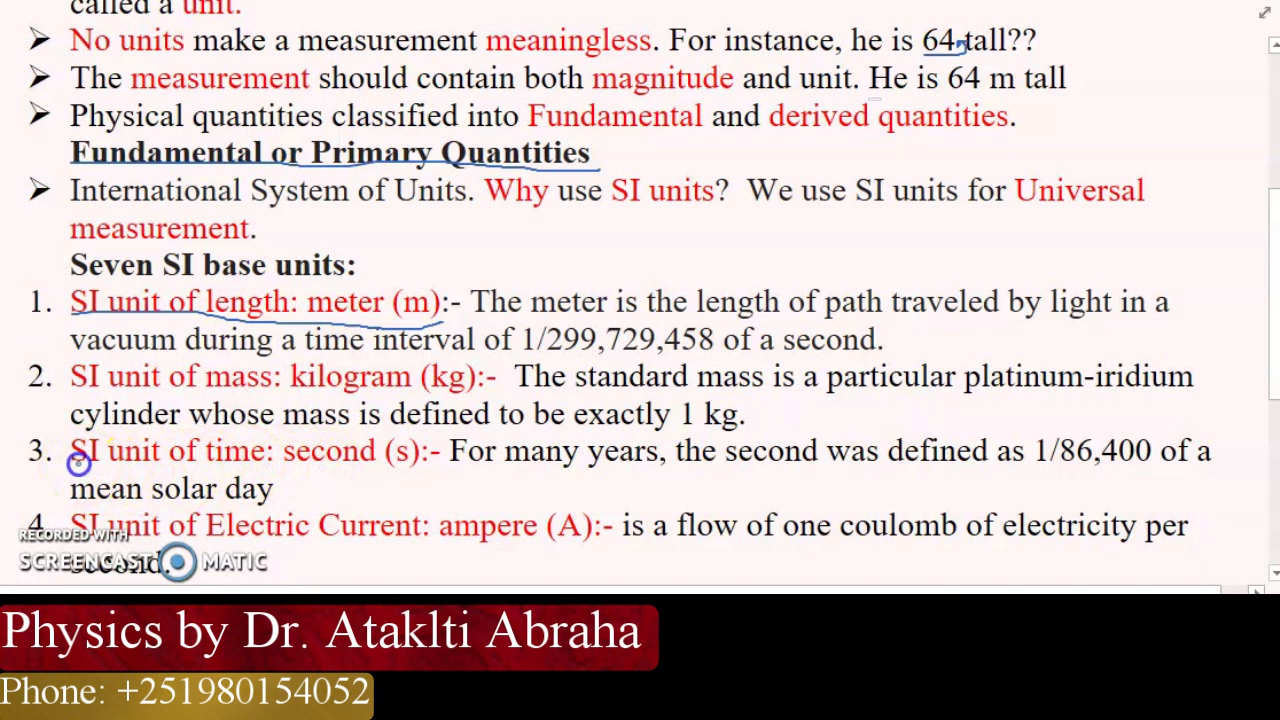 called a unit.
➤ No units make a measurement meaningless. For instance, he is 64 tall??
➤ The measurement should contain both magnitude and unit. He is 64 m tall
➤ Physical quantities classified into Fundamental and derived quantities.
Fundamental or Primary Quantities
➤ International System of Units. Why use SI units? We use SI units for Universal
measurement.
Seven SI base units:
1. SI unit of length: meter (m):- The meter is the length of path traveled by light in a
vacuum during a time interval of 1/299,729,458 of a second.
2. SI unit of mass: kilogram (kg):- The standard mass is a particular platinum-iridium
cylinder whose mass is defined to be exactly 1 kg.
3. SI unit of time: second (s):- For many years, the second was defined as 1/86,400 of a
mean solar day
4. SI unit of Electric Current: ampere (A):- is a flow of one coulomb of electricity per
second.
RECORDED WITH
SCREENCAST MATIC
Physics by Dr. Ataklti Abraha
Phone: +251980154052